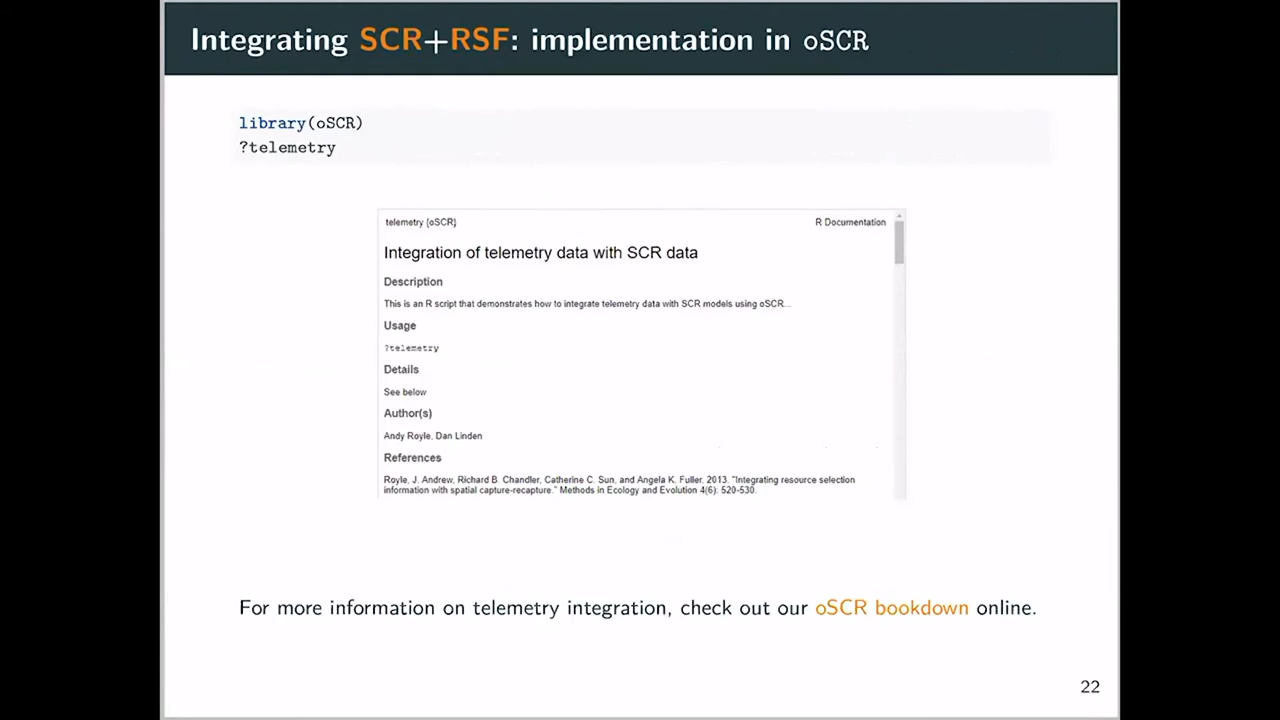 Integrating SCR+RSF: implementation in oSCR
library(oSCR)
?telemetry
telemetry {oSCR} R Documentation
Integration of telemetry data with SCR data
Description
This is an R script that demonstrates how to integrate telemetry data with SCR models using oSCR...
Usage
?telemetry
Details
See below
Author(s)
Andy Royle, Dan Linden
References
Royle, J. Andrew, Richard B. Chandler, Catherine C. Sun, and Angela K. Fuller. 2013. "Integrating resource selection
information with spatial capture-recapture." Methods in Ecology and Evolution 4(6): 520-530.
For more information on telemetry integration, check out our oSCR bookdown online.
22